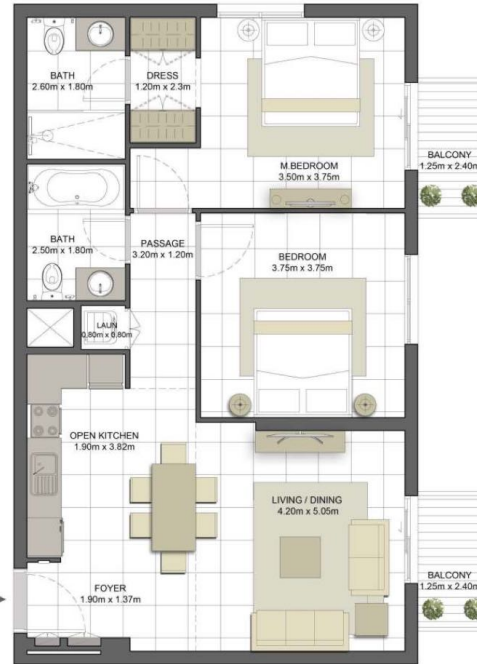 BATH
2.60m x 1.80m
DRESS
1.20m x 2.3m
M.BEDROOM
3.50m x 3.75m
BALCONY
1.25m x 2.40m
BATH
2.50m x 1.80m
PASSAGE
3.20m x 1.20m
BEDROOM
3.75m x 3.75m
LAUN
0.80m x 0.80m
OPEN KITCHEN
1.90m x 3.82m
LIVING / DINING
4.20m x 5.05m
FOYER
1.90m x 1.37m
BALCONY
1.25m x 2.40m